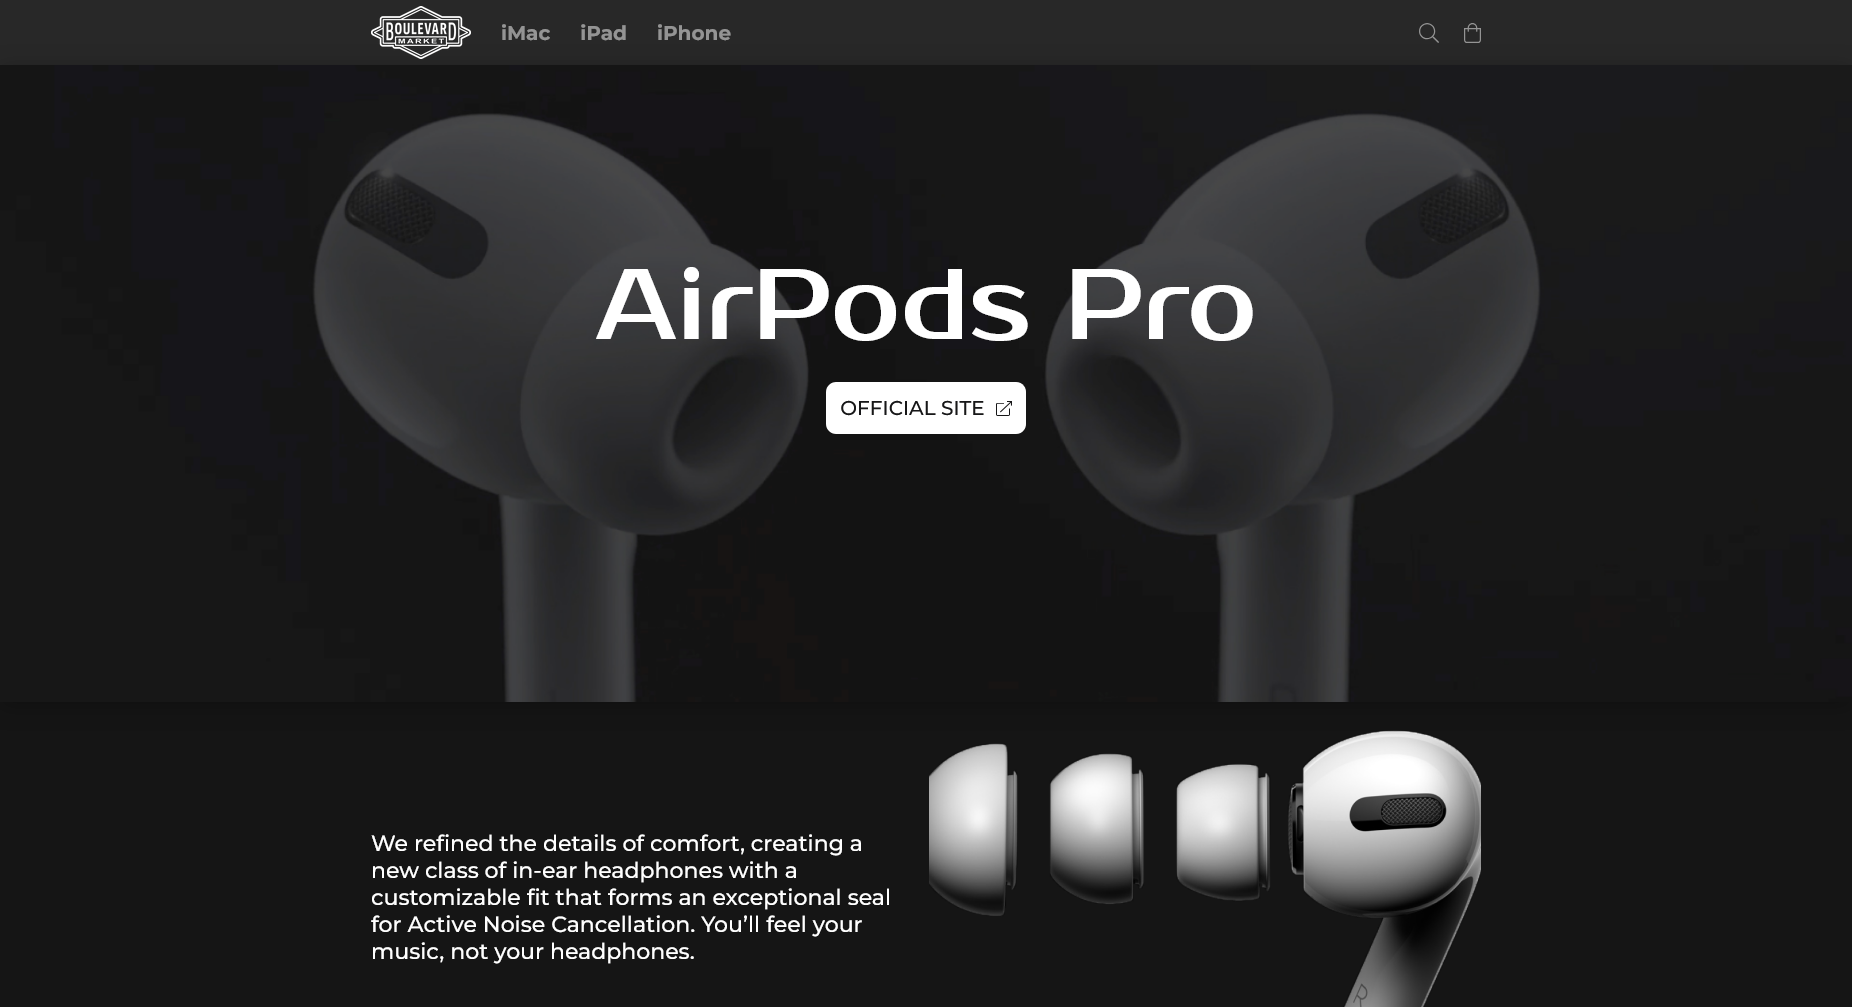 BOULEVARD
MARKET
iMac iPad iPhone
AirPods Pro
OFFICIAL SITE
We refined the details of comfort, creating a
new class of in-ear headphones with a
customizable fit that forms an exceptional seal
for Active Noise Cancellation. You’ll feel your
music, not your headphones.
R